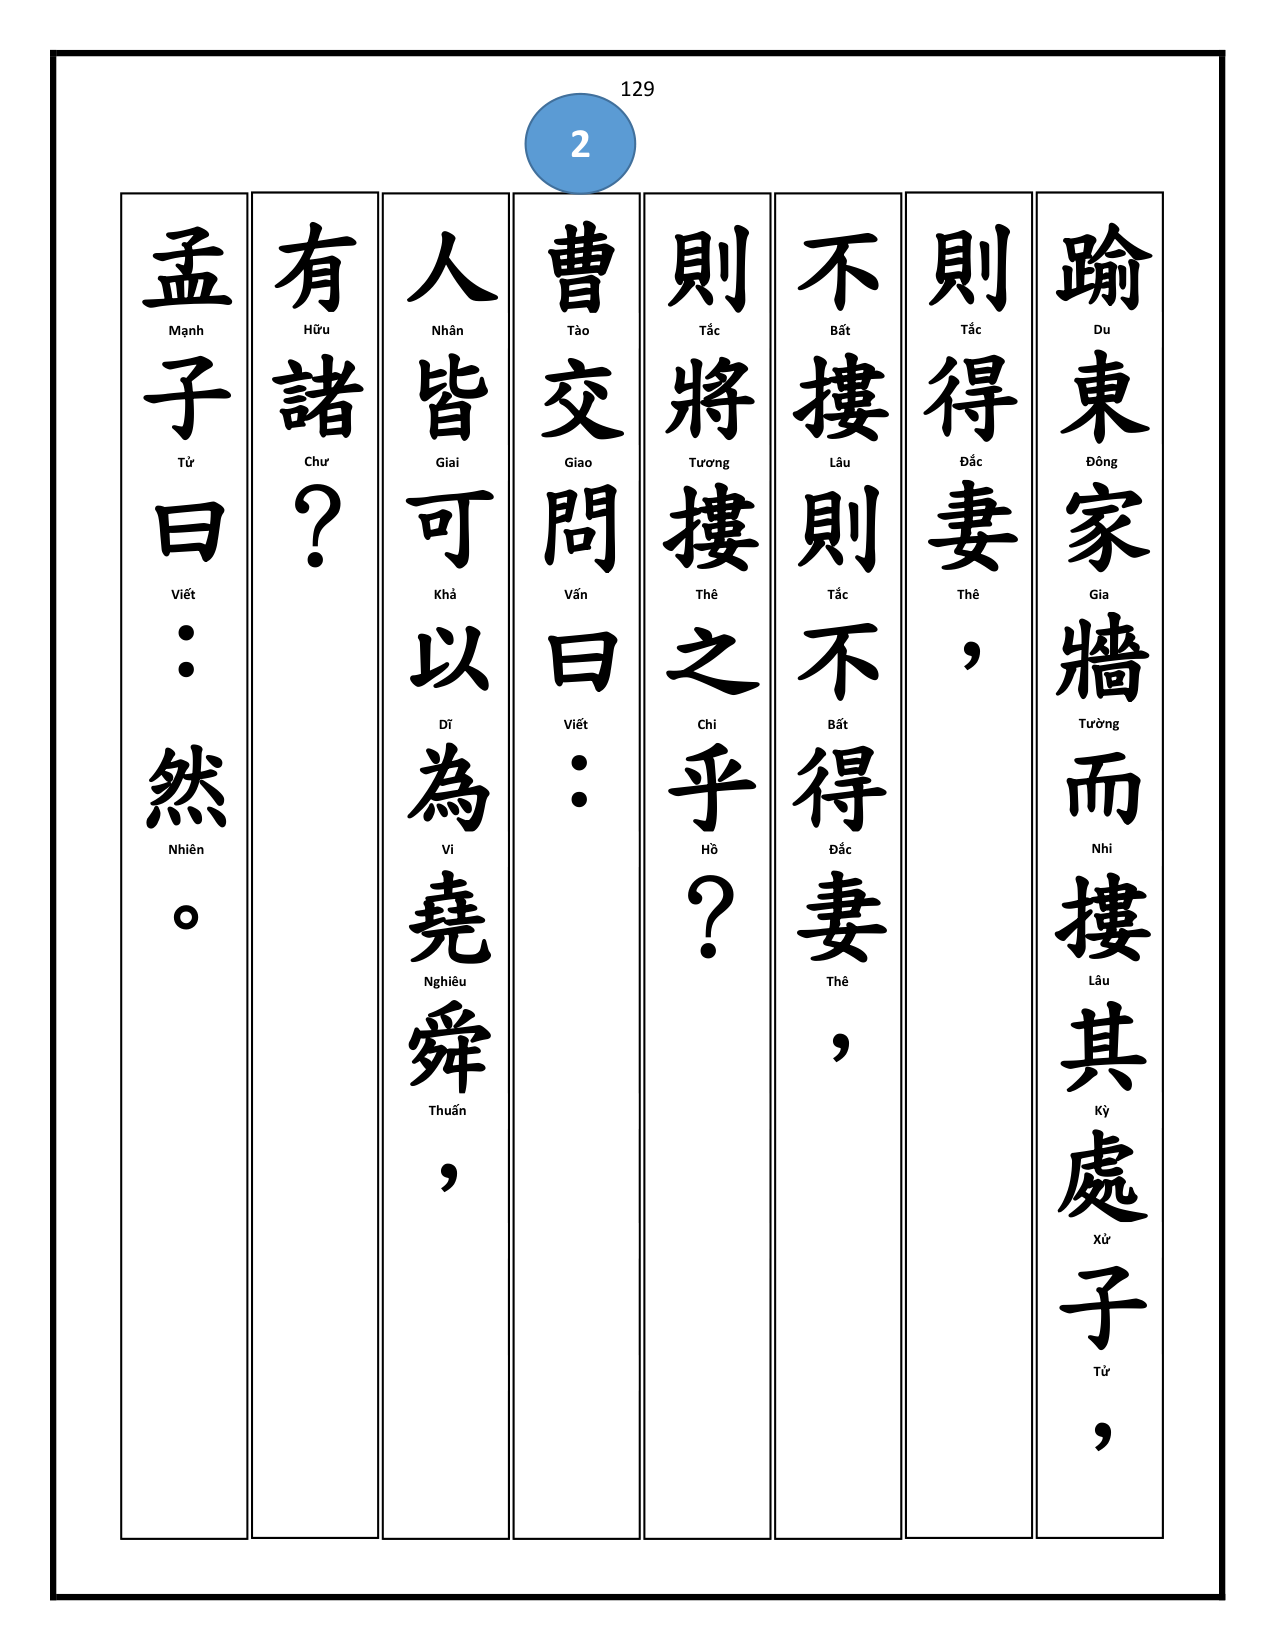 129
2
踰東家牆而摟其處子，
Du Đông Gia Tường Nhi Lâu Kỳ Xử Tử
則得妻，
Tắc Đắc Thê
不摟則不得妻，
Bất Lâu Tắc Bất Đắc Thê
則將摟之乎？
Tắc Tương Thê Chi Hồ
曹交問曰：
Tào Giao Vấn Viết
人皆可以為堯舜，
Nhân Giai Khả Dĩ Vi Nghiêu Thuấn
有諸？
Hữu Chư
孟子曰：然。
Mạnh Tử Viết Nhiên